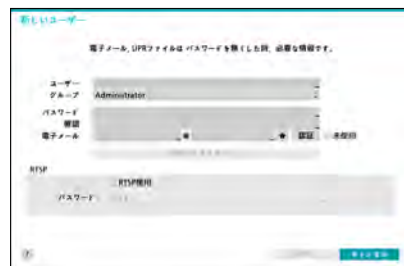 新しいユーザー
電子メール, UPRファイルは パスワードを 無くした時、必要な情報です。
ユーザー
グループ Administrator
パスワード
確認
電子メール 認証 未使用
RTSP
RTSP使用
パスワード